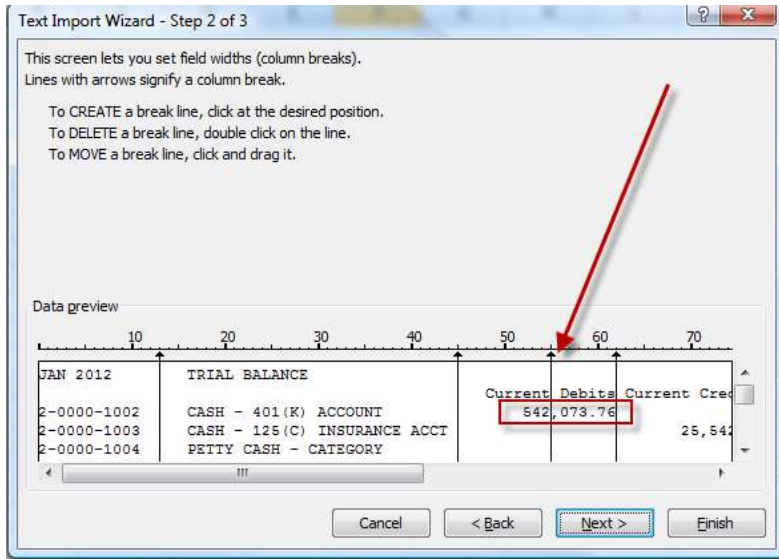 Text Import Wizard - Step 2 of 3
This screen lets you set field widths (column breaks).
Lines with arrows signify a column break.
To CREATE a break line, click at the desired position.
To DELETE a break line, double click on the line.
To MOVE a break line, click and drag it.
Data preview
10 20 30 40 50 60 70
JAN 2012 TRIAL BALANCE
Current Debits Current Cred
2-0000-1002 CASH - 401(K) ACCOUNT 542,073.76
2-0000-1003 CASH - 125(C) INSURANCE ACCT 25,542
2-0000-1004 PETTY CASH - CATEGORY
Cancel < Back Next > Finish